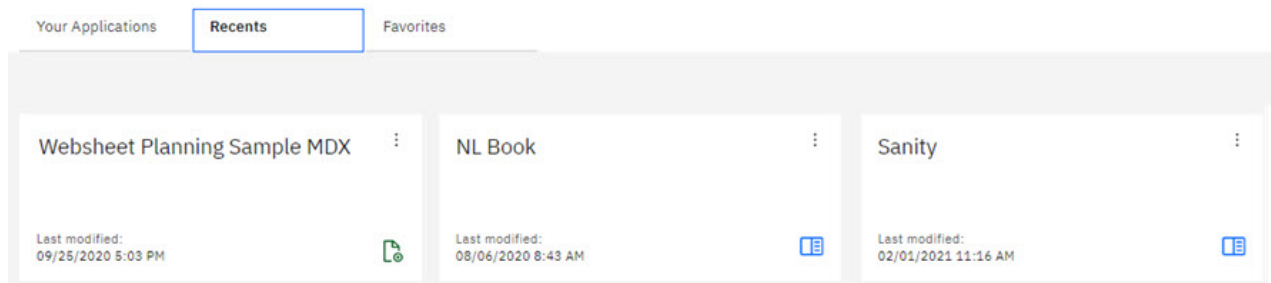 Your Applications Recents Favorites
Websheet Planning Sample MDX NL Book Sanity
Last modified: Last modified: Last modified:
09/25/2020 5:03 PM 08/06/2020 8:43 AM 02/01/2021 11:16 AM